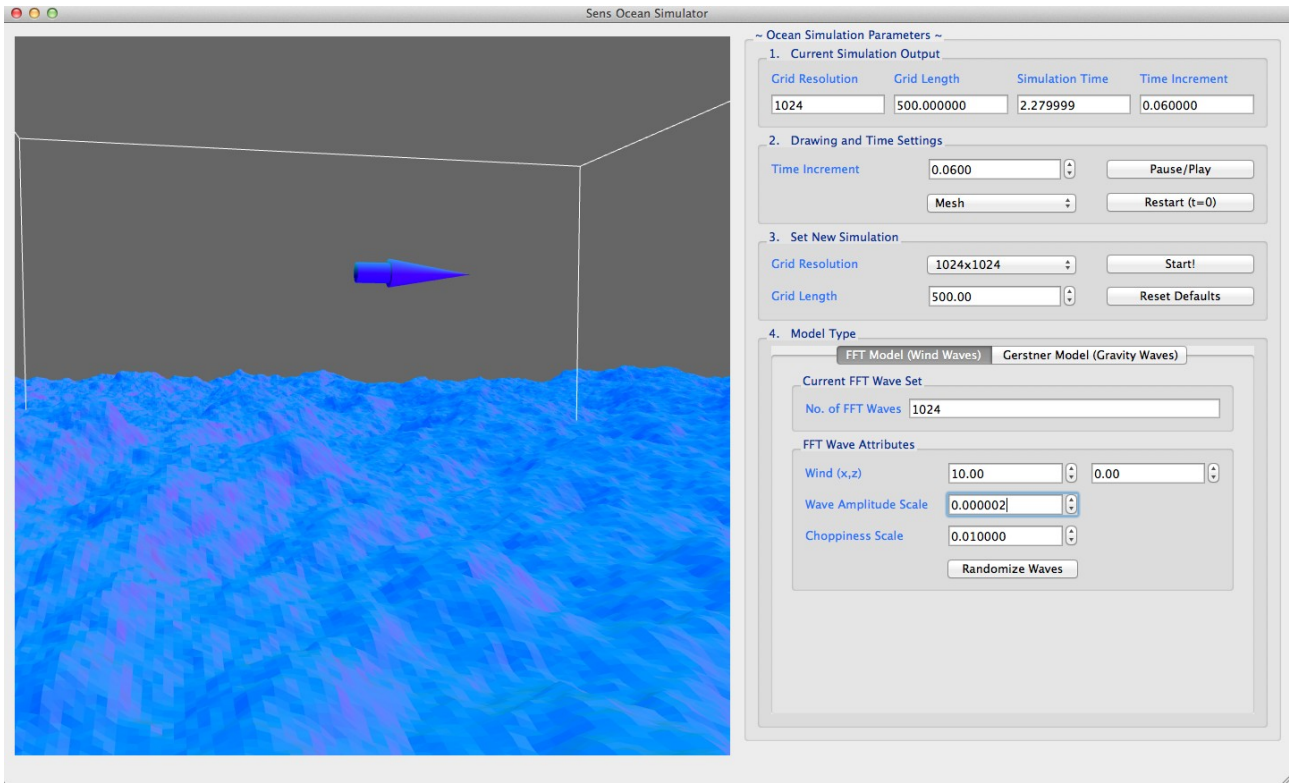 Sens Ocean Simulator
~ Ocean Simulation Parameters ~
1. Current Simulation Output
Grid Resolution Grid Length Simulation Time Time Increment
1024 500.000000 2.279999 0.060000
2. Drawing and Time Settings
Time Increment 0.0600 Pause/Play
Mesh Restart (t=0)
3. Set New Simulation
Grid Resolution 1024x1024 Start!
Grid Length 500.00 Reset Defaults
4. Model Type
FFT Model (Wind Waves) Gerstner Model (Gravity Waves)
Current FFT Wave Set
No. of FFT Waves 1024
FFT Wave Attributes
Wind (x,z) 10.00 0.00
Wave Amplitude Scale 0.000002
Choppiness Scale 0.010000
Randomize Waves